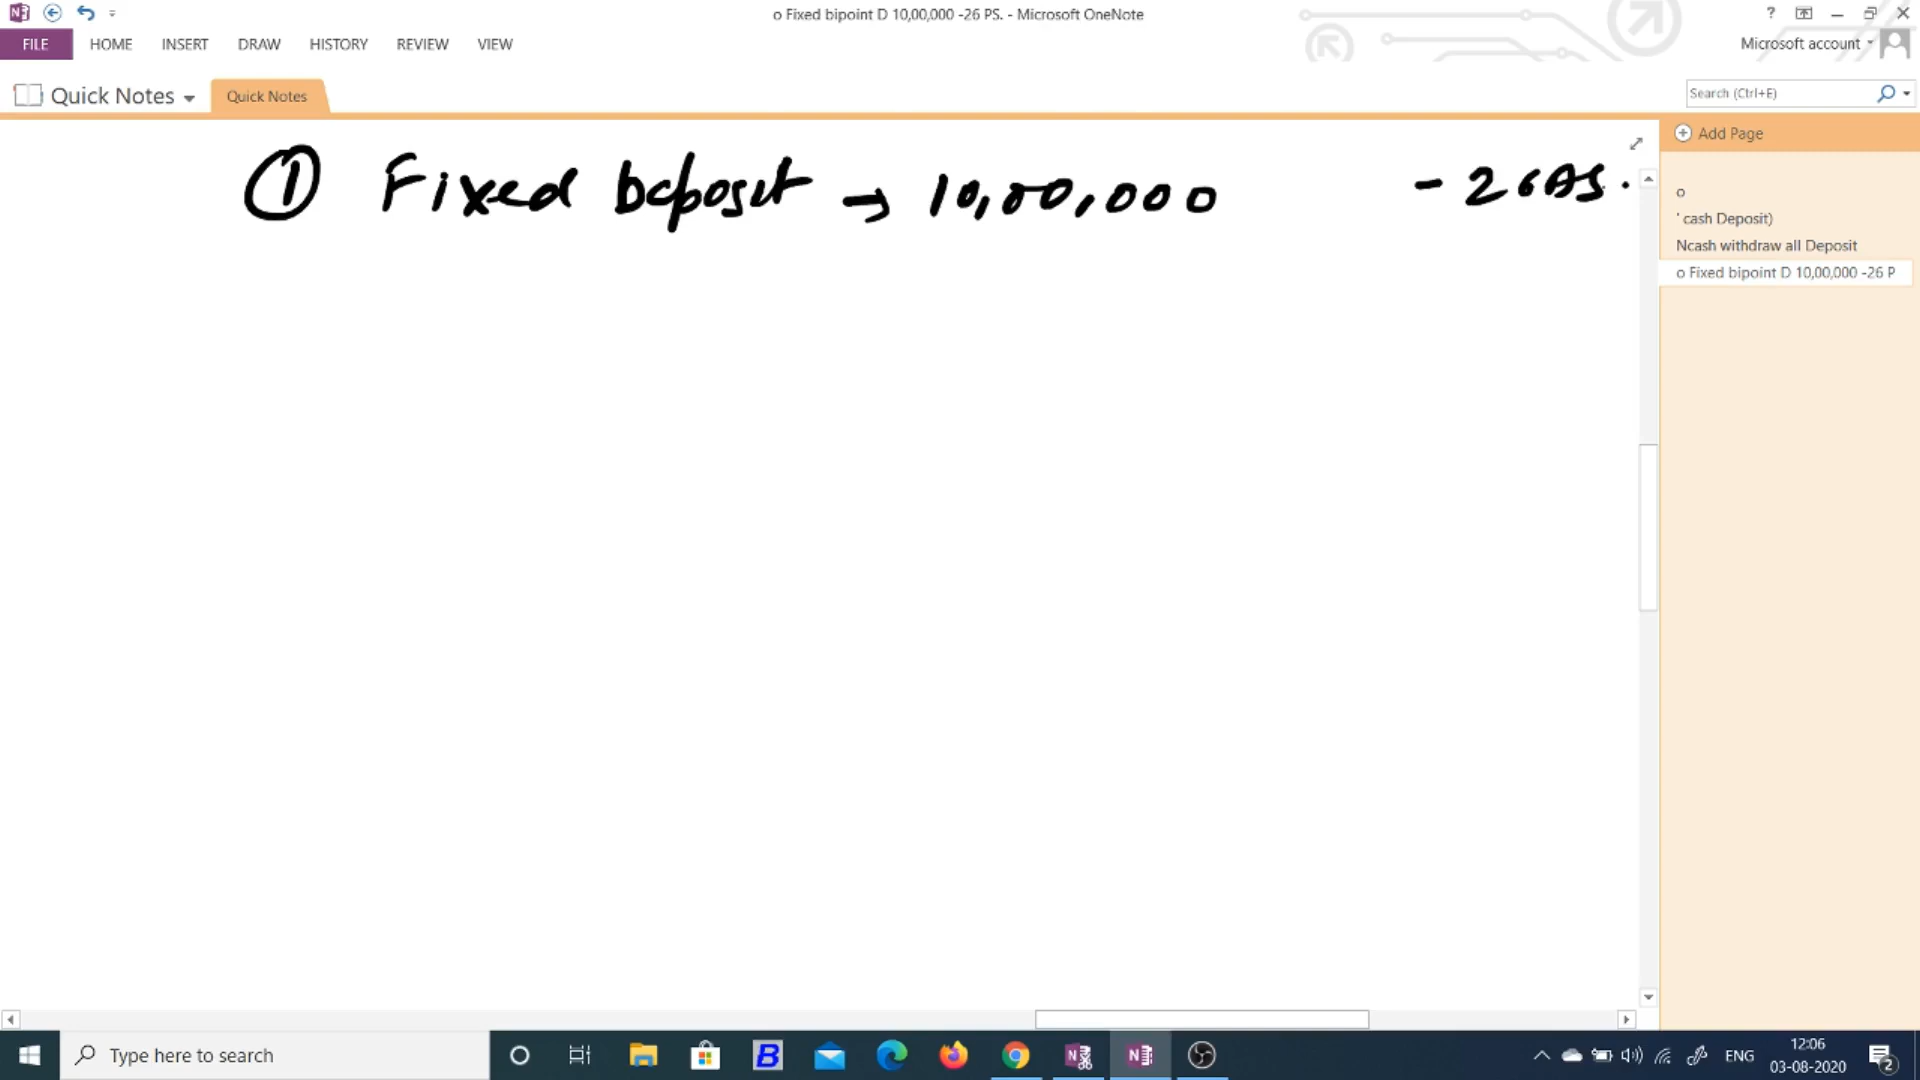 o Fixed bipoint D 10,00,000 -26 PS. - Microsoft OneNote
?
FILE HOME INSERT DRAW HISTORY REVIEW VIEW
Microsoft account
Quick Notes
Quick Notes
Search (Ctrl+E)
Add Page
① Fixed Deposit → 10,00,000 - 26AS.
o
' cash Deposit)
Ncash withdraw all Deposit
o Fixed bipoint D 10,00,000 -26 P
Type here to search
B
ENG
12:06
03-08-2020
2